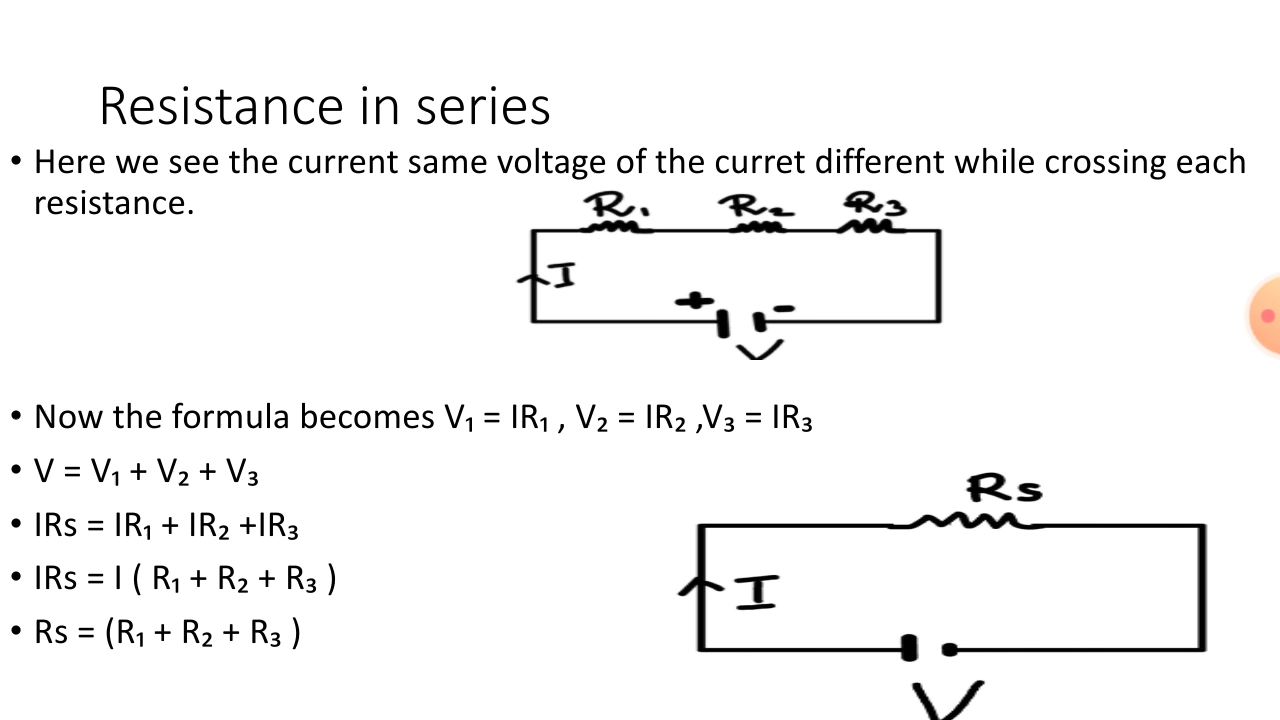 Resistance in series
• Here we see the current same voltage of the curret different while crossing each
resistance.
R₁ R₂ R₃
I
+ -
V
• Now the formula becomes V₁ = IR₁ , V₂ = IR₂ ,V₃ = IR₃
• V = V₁ + V₂ + V₃
• IRs = IR₁ + IR₂ +IR₃
• IRs = I ( R₁ + R₂ + R₃ )
• Rs = (R₁ + R₂ + R₃ )
Rs
I
V